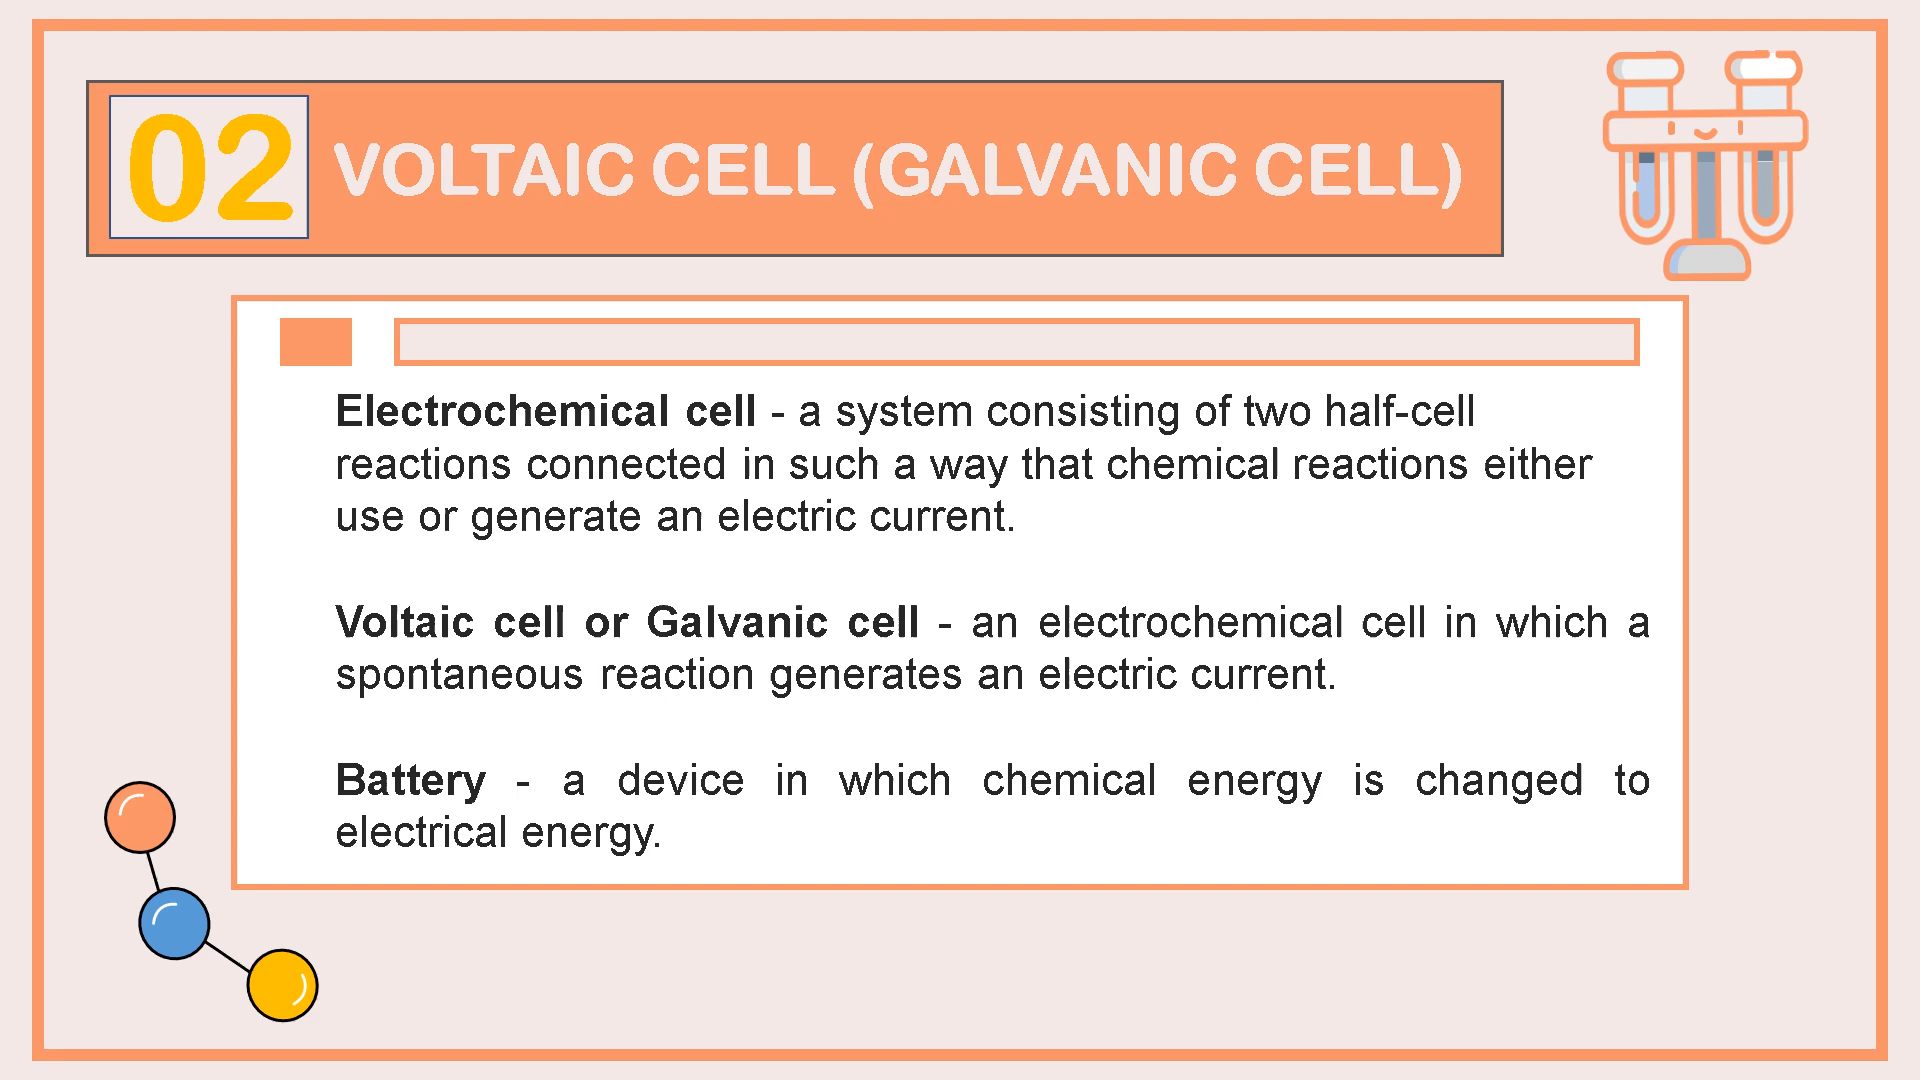 02
VOLTAIC CELL (GALVANIC CELL)
Electrochemical cell - a system consisting of two half-cell
reactions connected in such a way that chemical reactions either
use or generate an electric current.
Voltaic cell or Galvanic cell - an electrochemical cell in which a
spontaneous reaction generates an electric current.
Battery - a device in which chemical energy is changed to
electrical energy.